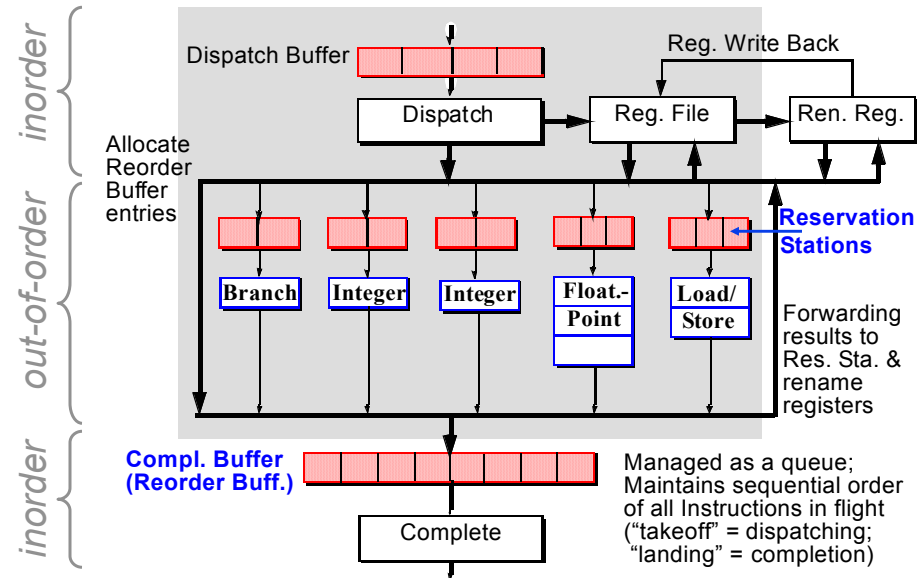 inorder
out-of-order
inorder
Dispatch Buffer
Reg. Write Back
Dispatch
Reg. File
Ren. Reg.
Allocate
Reorder
Buffer
entries
Reservation
Stations
Branch
Integer
Integer
Float.-
Point
Load/
Store
Forwarding
results to
Res. Sta. &
rename
registers
Compl. Buffer
(Reorder Buff.)
Managed as a queue;
Maintains sequential order
of all Instructions in flight
(“takeoff” = dispatching;
“landing” = completion)
Complete